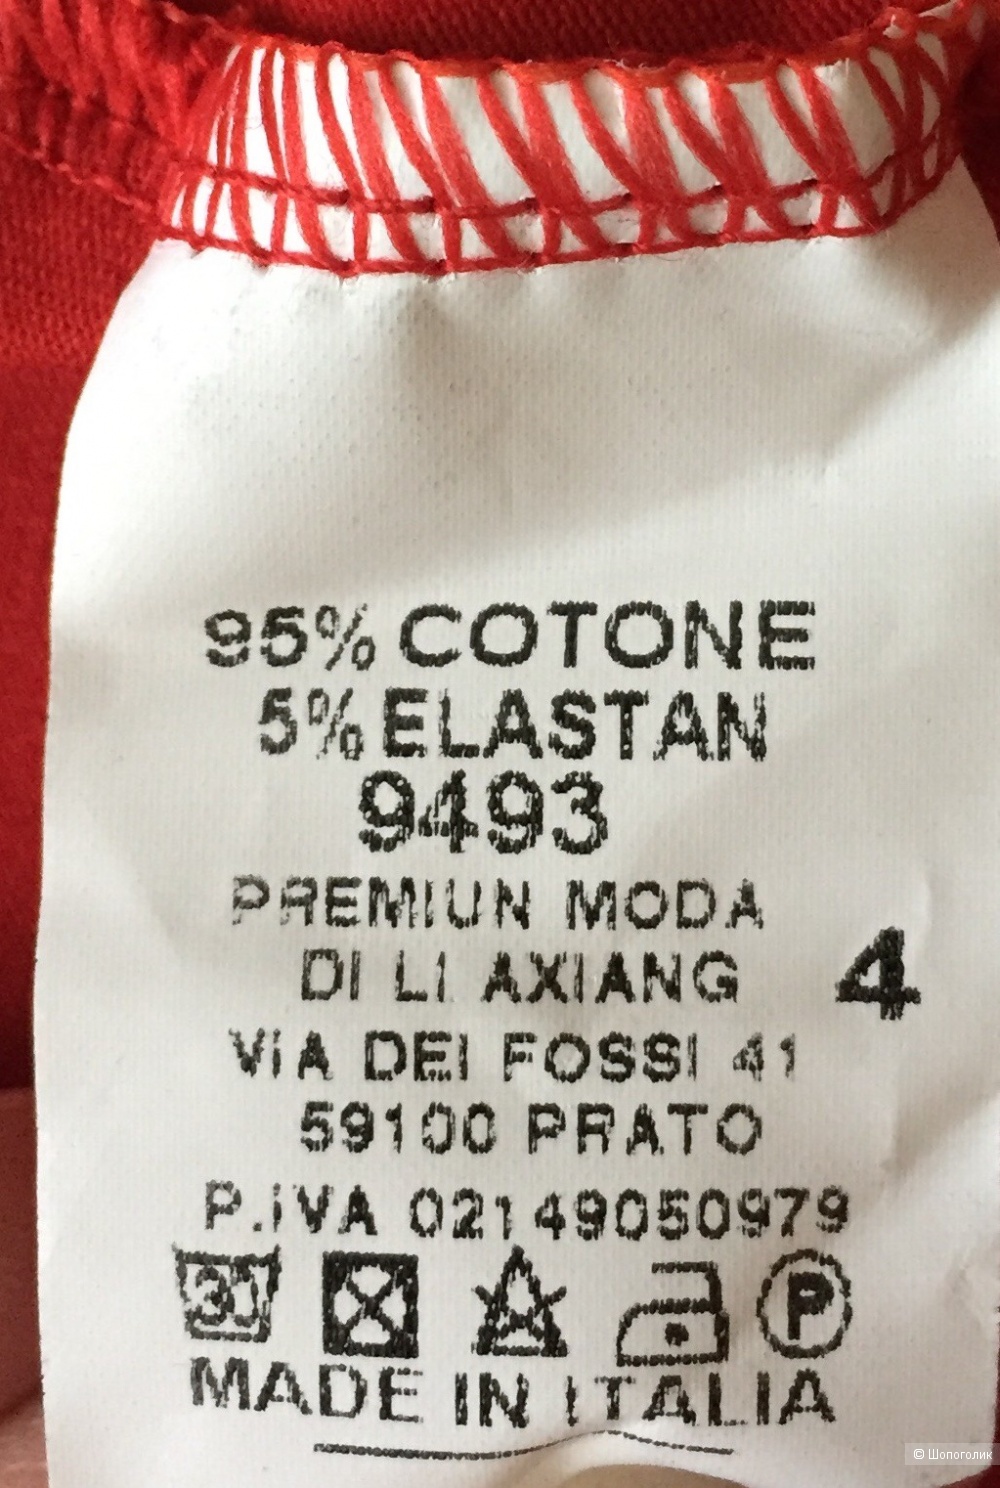 95% COTONE
5% ELASTAN
9493
PREMIUN MODA
DI LI AXIANG
4
VIA DEI FOSSI 41
59100 PRATO
P.IVA 02149050979
30
P
MADE IN ITALIA
© Шопоголик